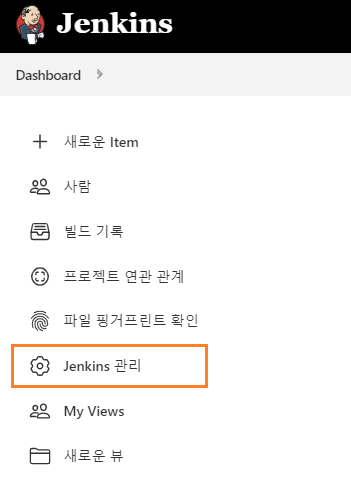 Jenkins
Dashboard
새로운 Item
사람
빌드 기록
프로젝트 연관 관계
파일 핑거프린트 확인
Jenkins 관리
My Views
새로운 뷰